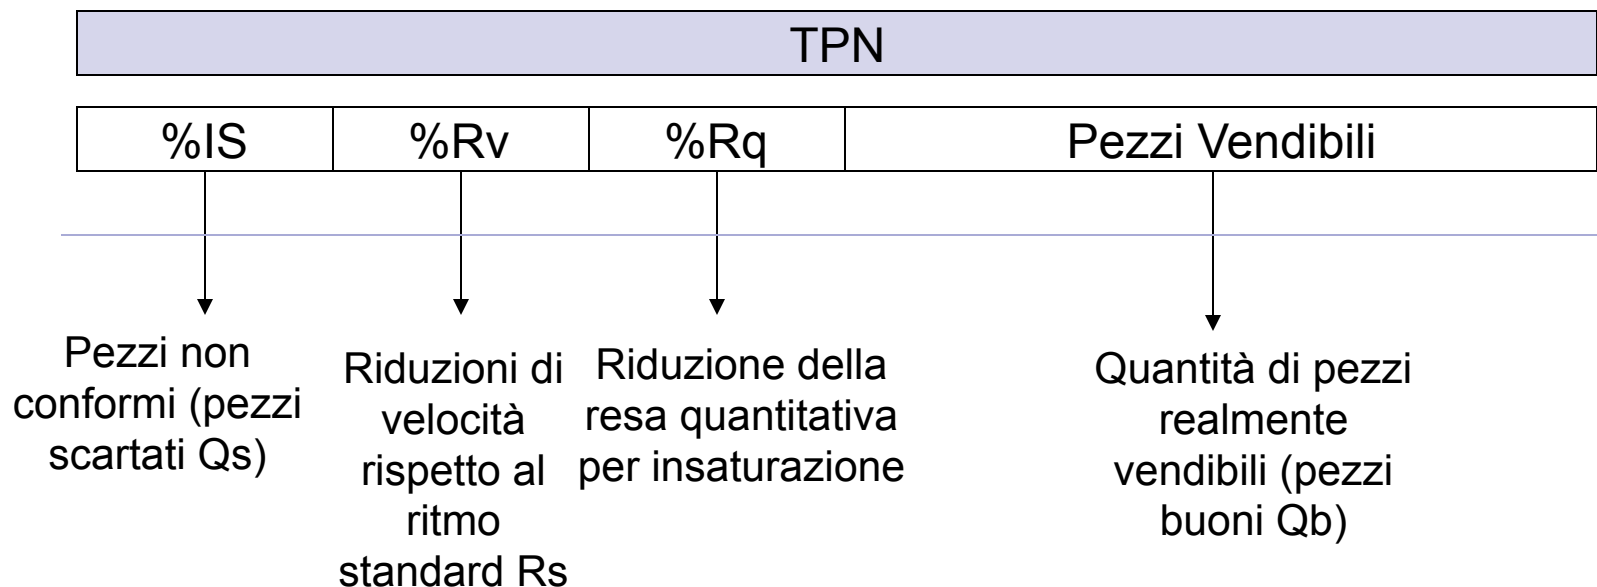 TPN
%IS
%Rv
%Rq
Pezzi Vendibili
Pezzi non
conformi (pezzi
scartati Qs)
Riduzioni di
velocità
rispetto al
ritmo
standard Rs
Riduzione della
resa quantitativa
per insaturazione
Quantità di pezzi
realmente
vendibili (pezzi
buoni Qb)